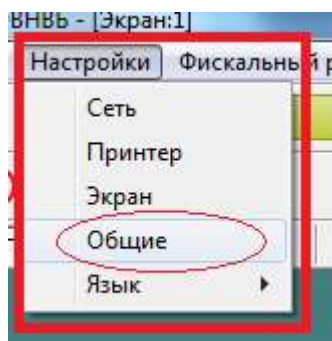 ВНВЬ - [Экран:1]
Настройки Фискальный р
Сеть
Принтер
Экран
Общие
Язык